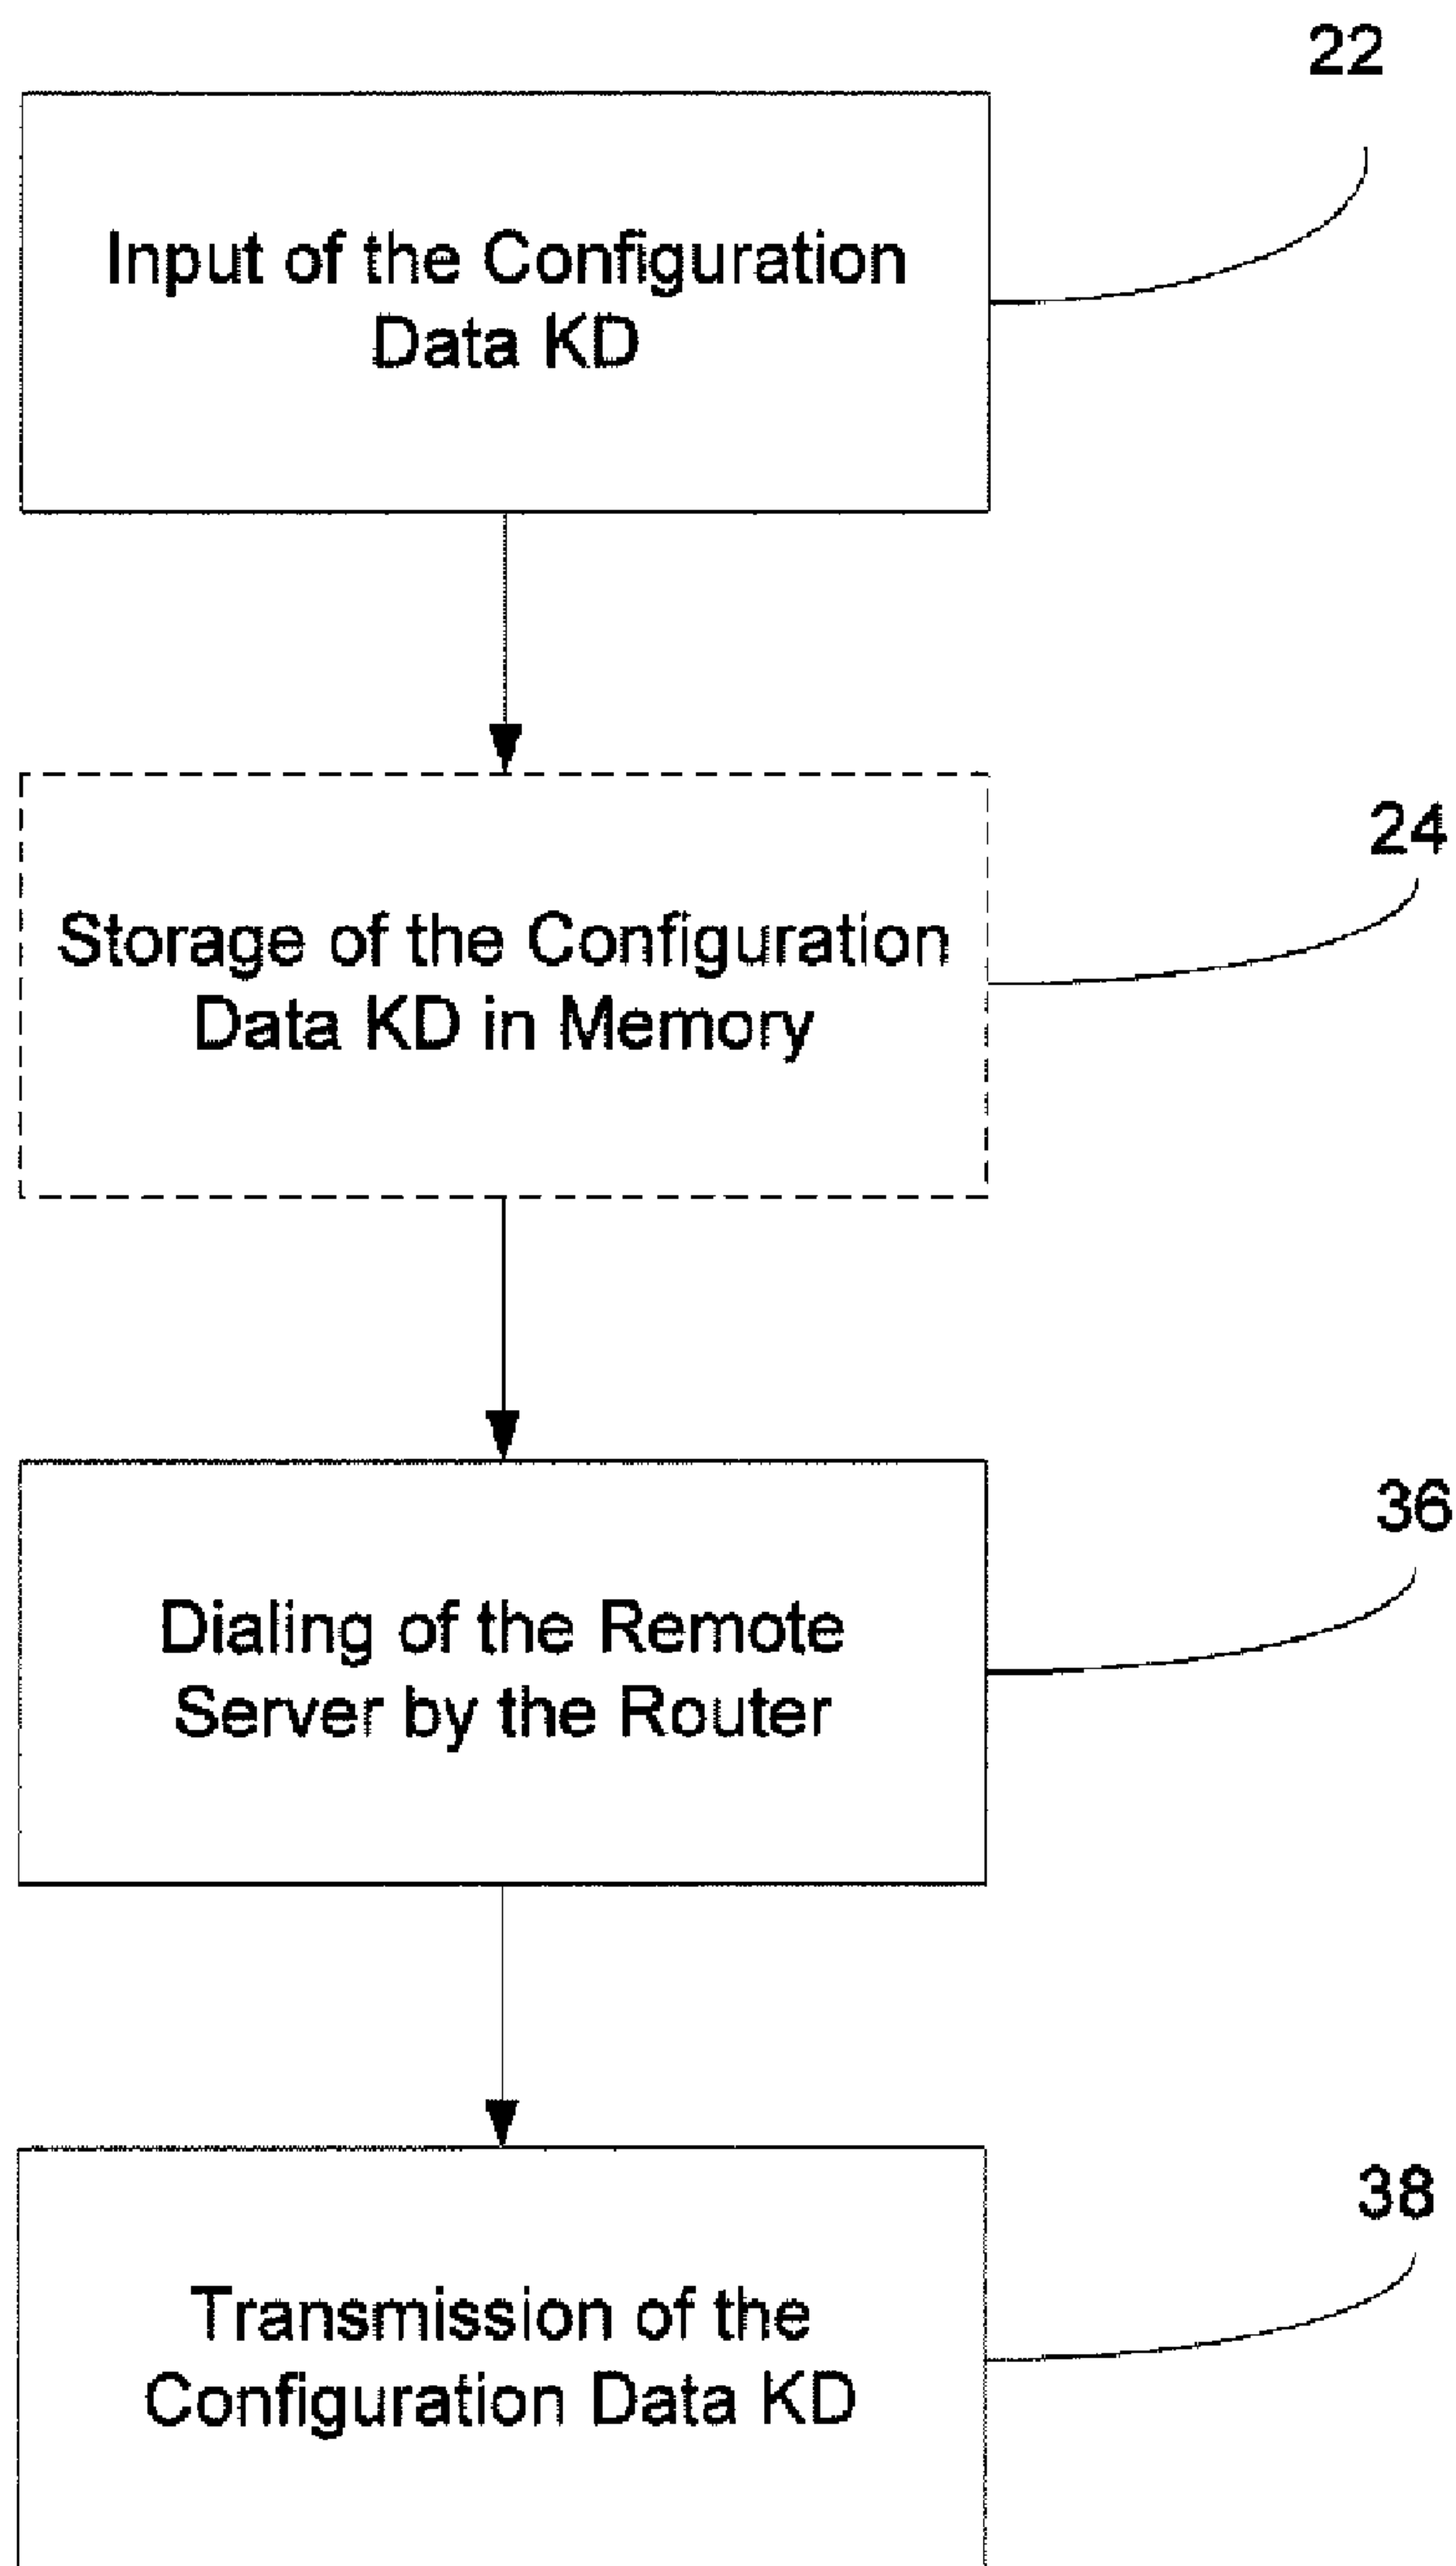 22
Input of the Configuration
Data KD
24
Storage of the Configuration
Data KD in Memory
36
Dialing of the Remote
Server by the Router
38
Transmission of the
Configuration Data KD